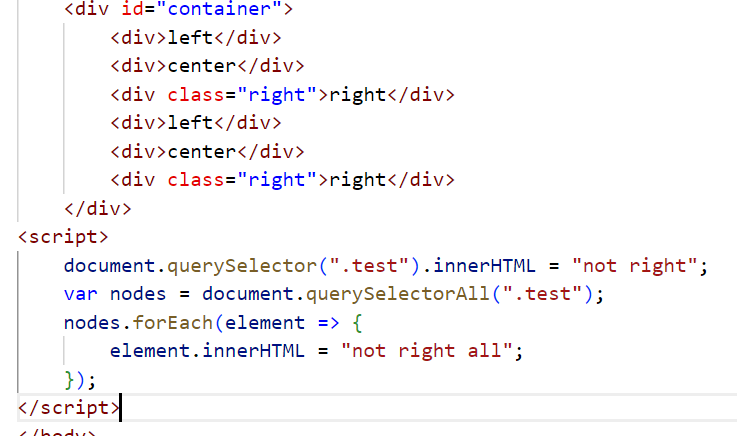 <div id="container">
<div>left</div>
<div>center</div>
<div class="right">right</div>
<div>left</div>
<div>center</div>
<div class="right">right</div>
</div>
<script>
document.querySelector(".test").innerHTML = "not right";
var nodes = document.querySelectorAll(".test");
nodes.forEach(element => {
element.innerHTML = "not right all";
});
</script>
</body>